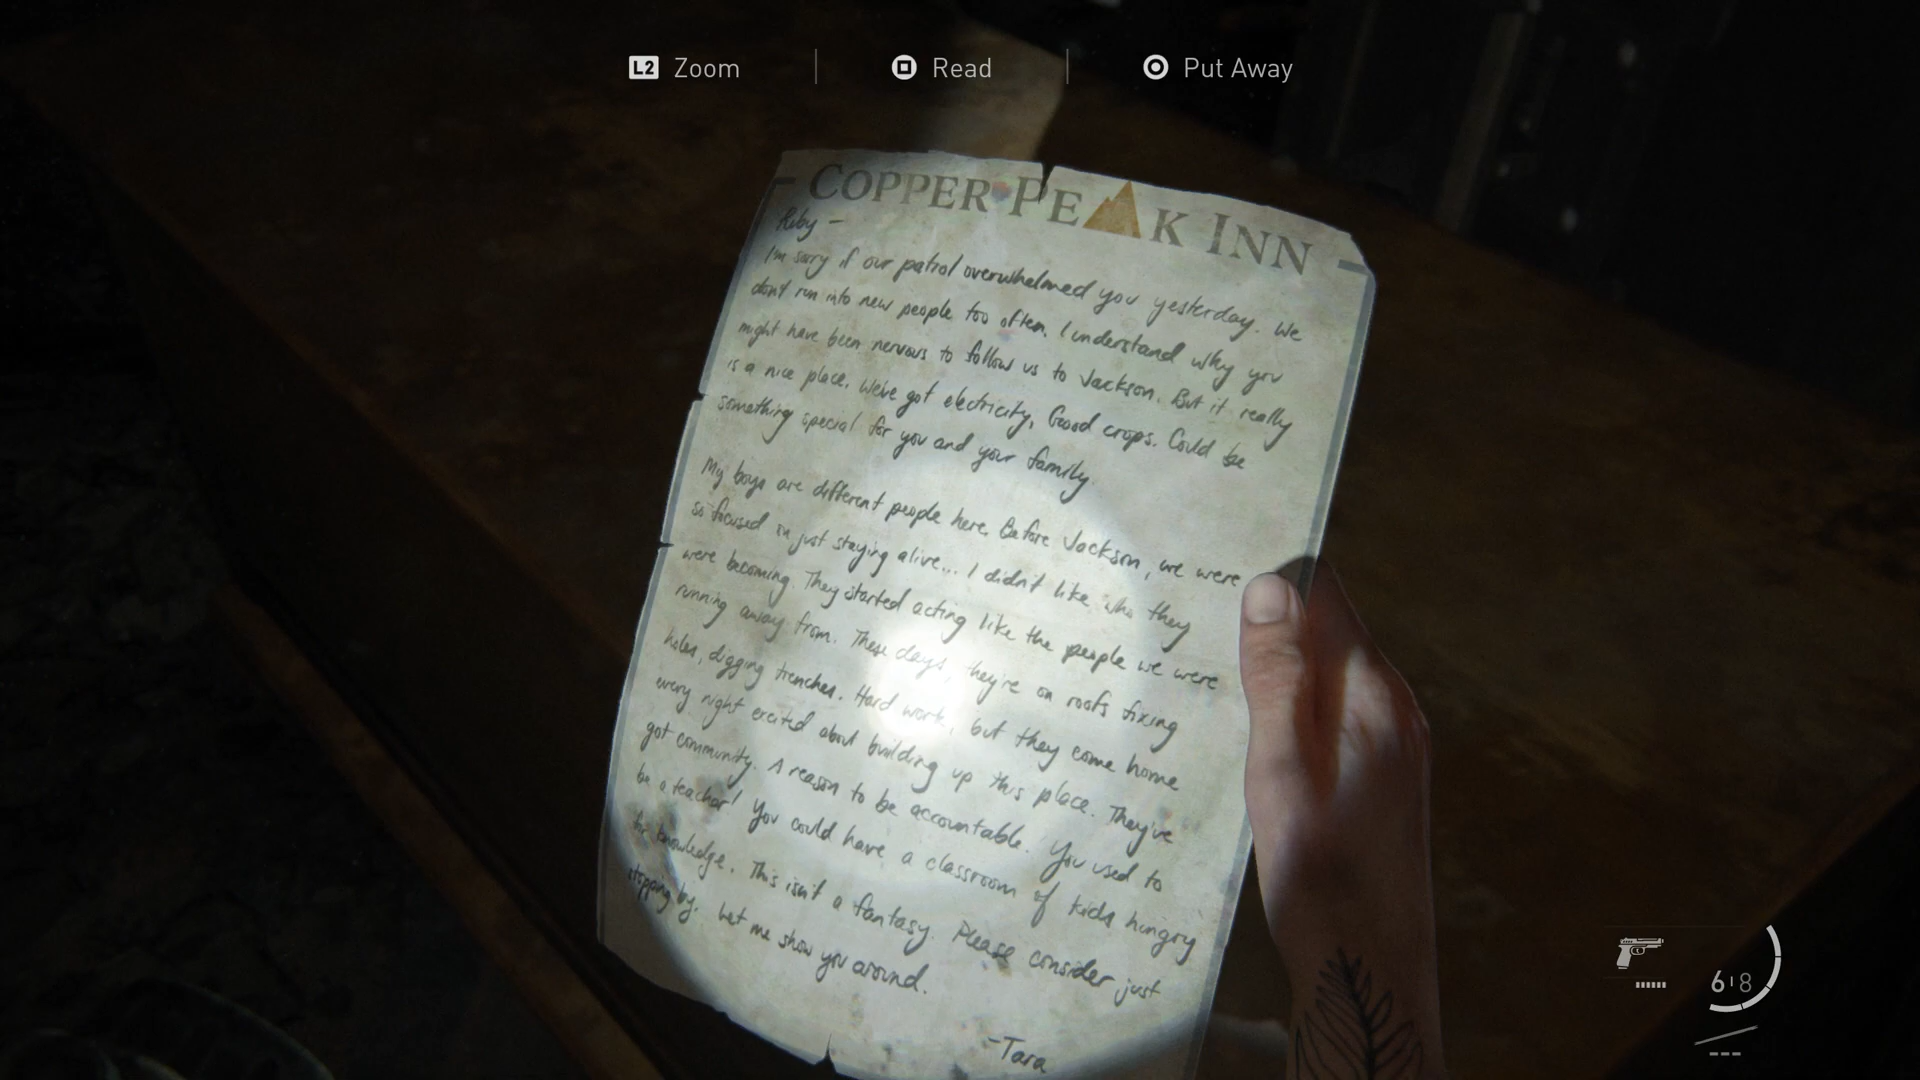 L2 Zoom
Read
Put Away
COPPER PEAK INN
Ruby -
I'm sorry if our patrol overwhelmed you yesterday. We
don't run into new people too often. I understand why you
might have been nervous to follow us to Jackson. But it really
is a nice place. We've got electricity, Good crops. Could be
something special for you and your family.
My boys are different people here. Before Jackson, we were
so focused on just staying alive... I didn't like who they
were becoming. They started acting like the people we were
running away from. These days, they're on roofs fixing
holes, digging trenches. Hard work, but they come home
every night excited about building up this place. They've
got community. A reason to be accountable. You used to
be a teacher! You could have a classroom of kids hungry
for knowledge. This isn't a fantasy. Please consider just
stopping by. Let me show you around.
-Tara
6 8